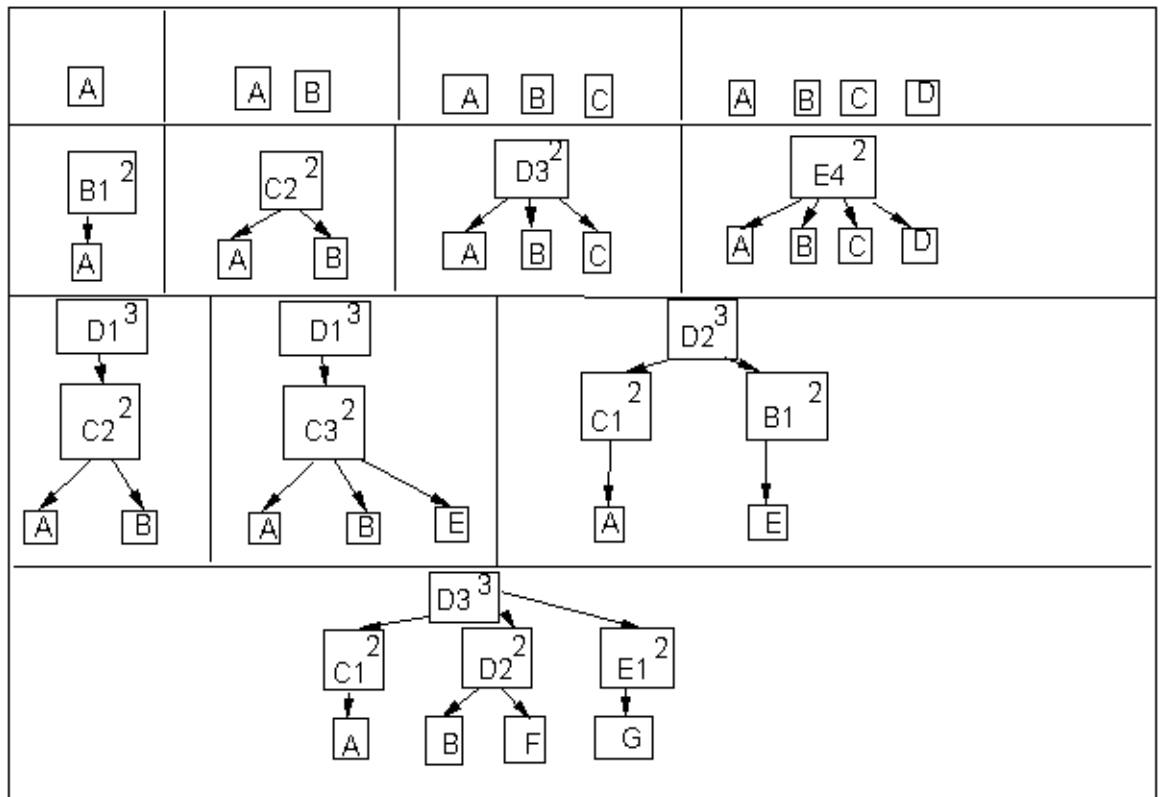 A
A B
A B C
A B C D
B1 2
A
C2 2
A B
D3 2
A B C
E4 2
A B C D
D1 3
C2 2
A B
D1 3
C3 2
A B E
D2 3
C1 2 B1 2
A E
D3 3
C1 2 D2 2 E1 2
A B F G